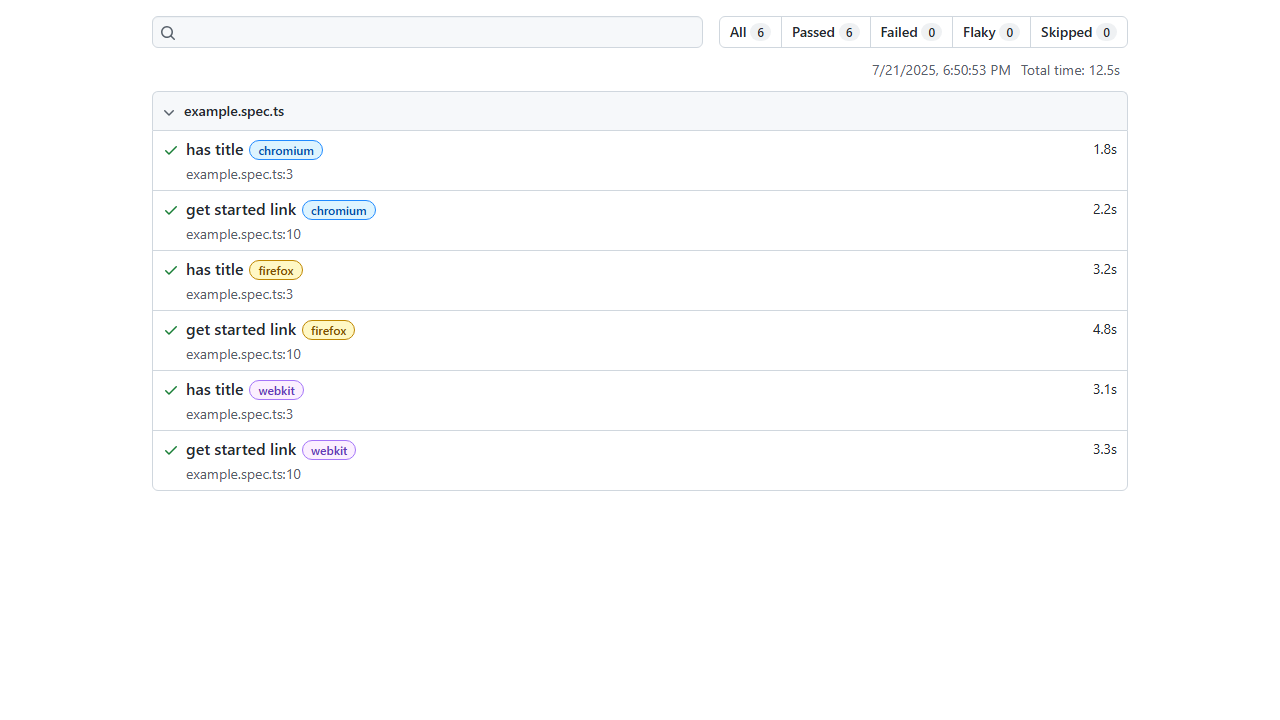 All 6 Passed 6 Failed 0 Flaky 0 Skipped 0
7/21/2025, 6:50:53 PM Total time: 12.5s
example.spec.ts
has title chromium 1.8s
example.spec.ts:3
get started link chromium 2.2s
example.spec.ts:10
has title firefox 3.2s
example.spec.ts:3
get started link firefox 4.8s
example.spec.ts:10
has title webkit 3.1s
example.spec.ts:3
get started link webkit 3.3s
example.spec.ts:10